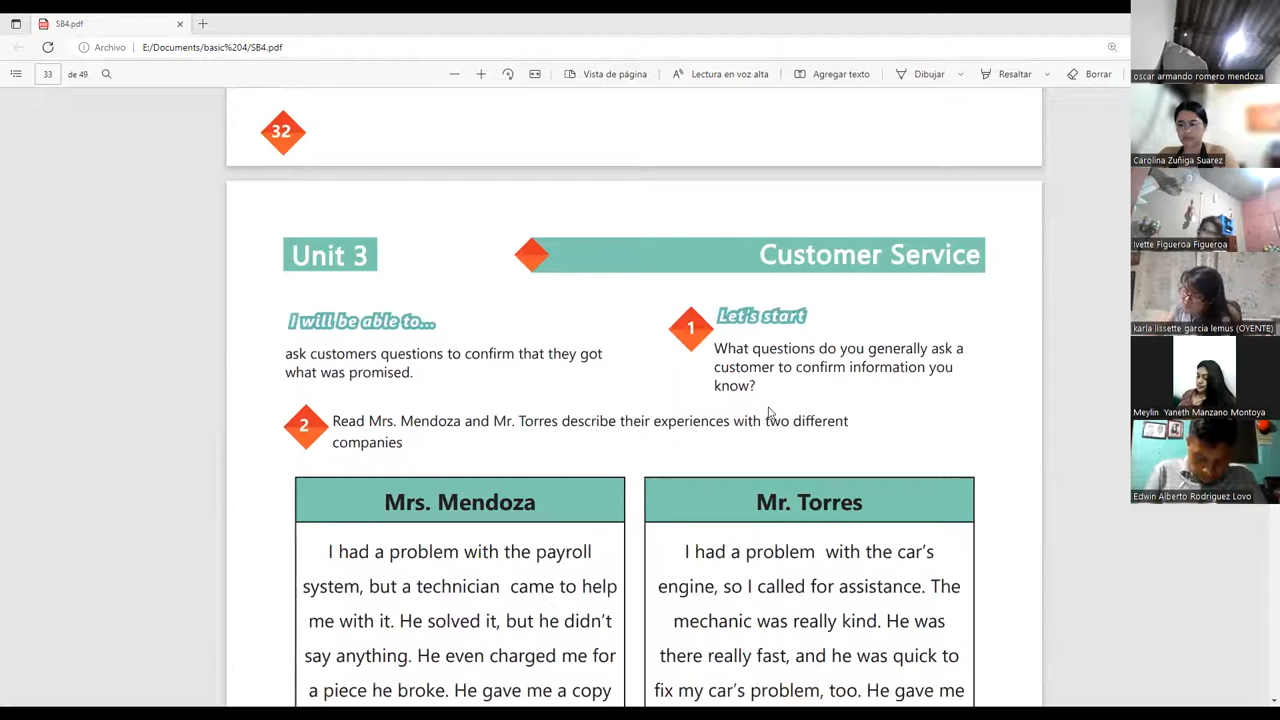 SB4.pdf
Archivo
E:/Documents/basic%204/SB4.pdf
33
de 49
Vista de página
Lectura en voz alta
Agregar texto
Dibujar
Resaltar
Borrar
32
Unit 3
Customer Service
I will be able to...
ask customers questions to confirm that they got
what was promised.
1
Let's start
What questions do you generally ask a
customer to confirm information you
know?
2
Read Mrs. Mendoza and Mr. Torres describe their experiences with two different
companies
Mrs. Mendoza
I had a problem with the payroll
system, but a technician came to help
me with it. He solved it, but he didn't
say anything. He even charged me for
a piece he broke. He gave me a copy
Mr. Torres
I had a problem with the car's
engine, so I called for assistance. The
mechanic was really kind. He was
there really fast, and he was quick to
fix my car's problem, too. He gave me
oscar armando romero mendoza
Carolina Zuñiga Suarez
Ivette Figueroa Figueroa
karla lissette garcia lemus (OYENTE)
Meylin Yaneth Manzano Montoya
Edwin Alberto Rodriguez Lovo